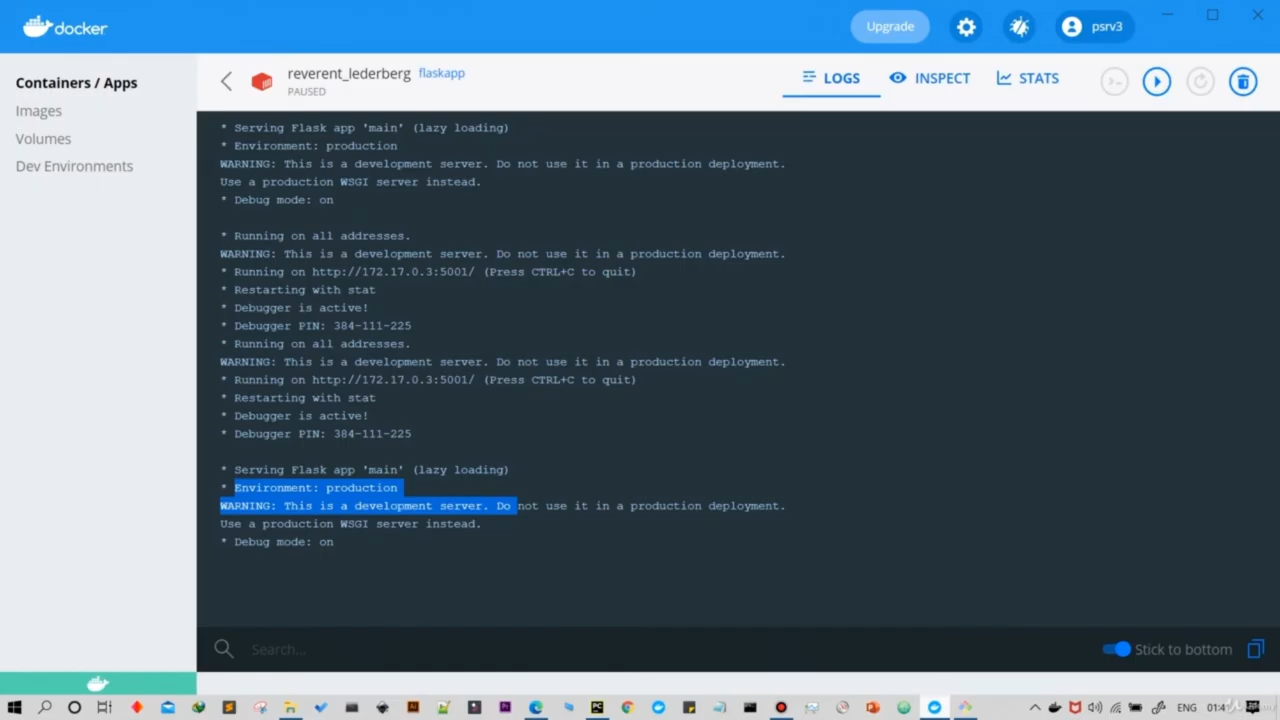 docker
Upgrade
psrv3
Containers / Apps
Images
Volumes
Dev Environments
reverent_lederberg flaskapp
PAUSED
LOGS
INSPECT
STATS
* Serving Flask app 'main' (lazy loading)
* Environment: production
WARNING: This is a development server. Do not use it in a production deployment.
Use a production WSGI server instead.
* Debug mode: on
* Running on all addresses.
WARNING: This is a development server. Do not use it in a production deployment.
* Running on http://172.17.0.3:5001/ (Press CTRL+C to quit)
* Restarting with stat
* Debugger is active!
* Debugger PIN: 384-111-225
* Running on all addresses.
WARNING: This is a development server. Do not use it in a production deployment.
* Running on http://172.17.0.3:5001/ (Press CTRL+C to quit)
* Restarting with stat
* Debugger is active!
* Debugger PIN: 384-111-225
* Serving Flask app 'main' (lazy loading)
* Environment: production
WARNING: This is a development server. Do not use it in a production deployment.
Use a production WSGI server instead.
* Debug mode: on
Search...
Stick to bottom
ENG